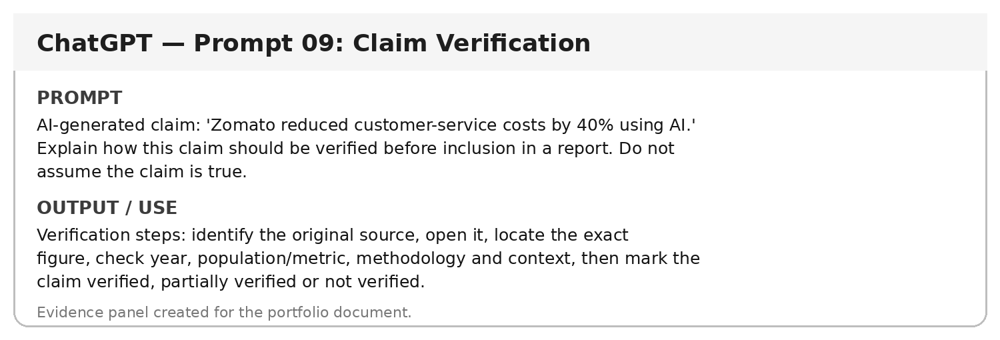 ChatGPT — Prompt 09: Claim Verification
PROMPT
AI-generated claim: 'Zomato reduced customer-service costs by 40% using AI.'
Explain how this claim should be verified before inclusion in a report. Do not
assume the claim is true.
OUTPUT / USE
Verification steps: identify the original source, open it, locate the exact
figure, check year, population/metric, methodology and context, then mark the
claim verified, partially verified or not verified.
Evidence panel created for the portfolio document.